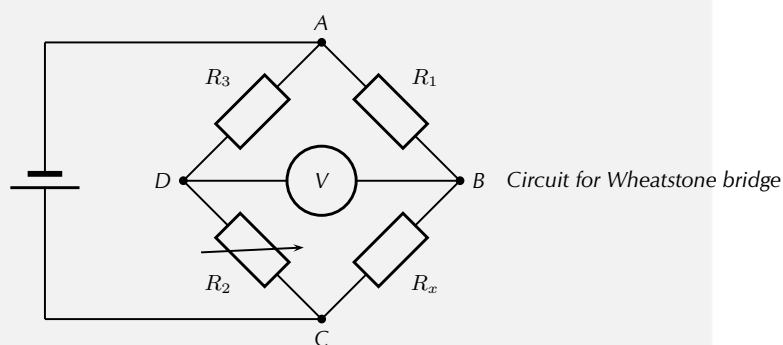 A
R₃
R₁
D
V
B
Circuit for Wheatstone bridge
R₂
Rₓ
C